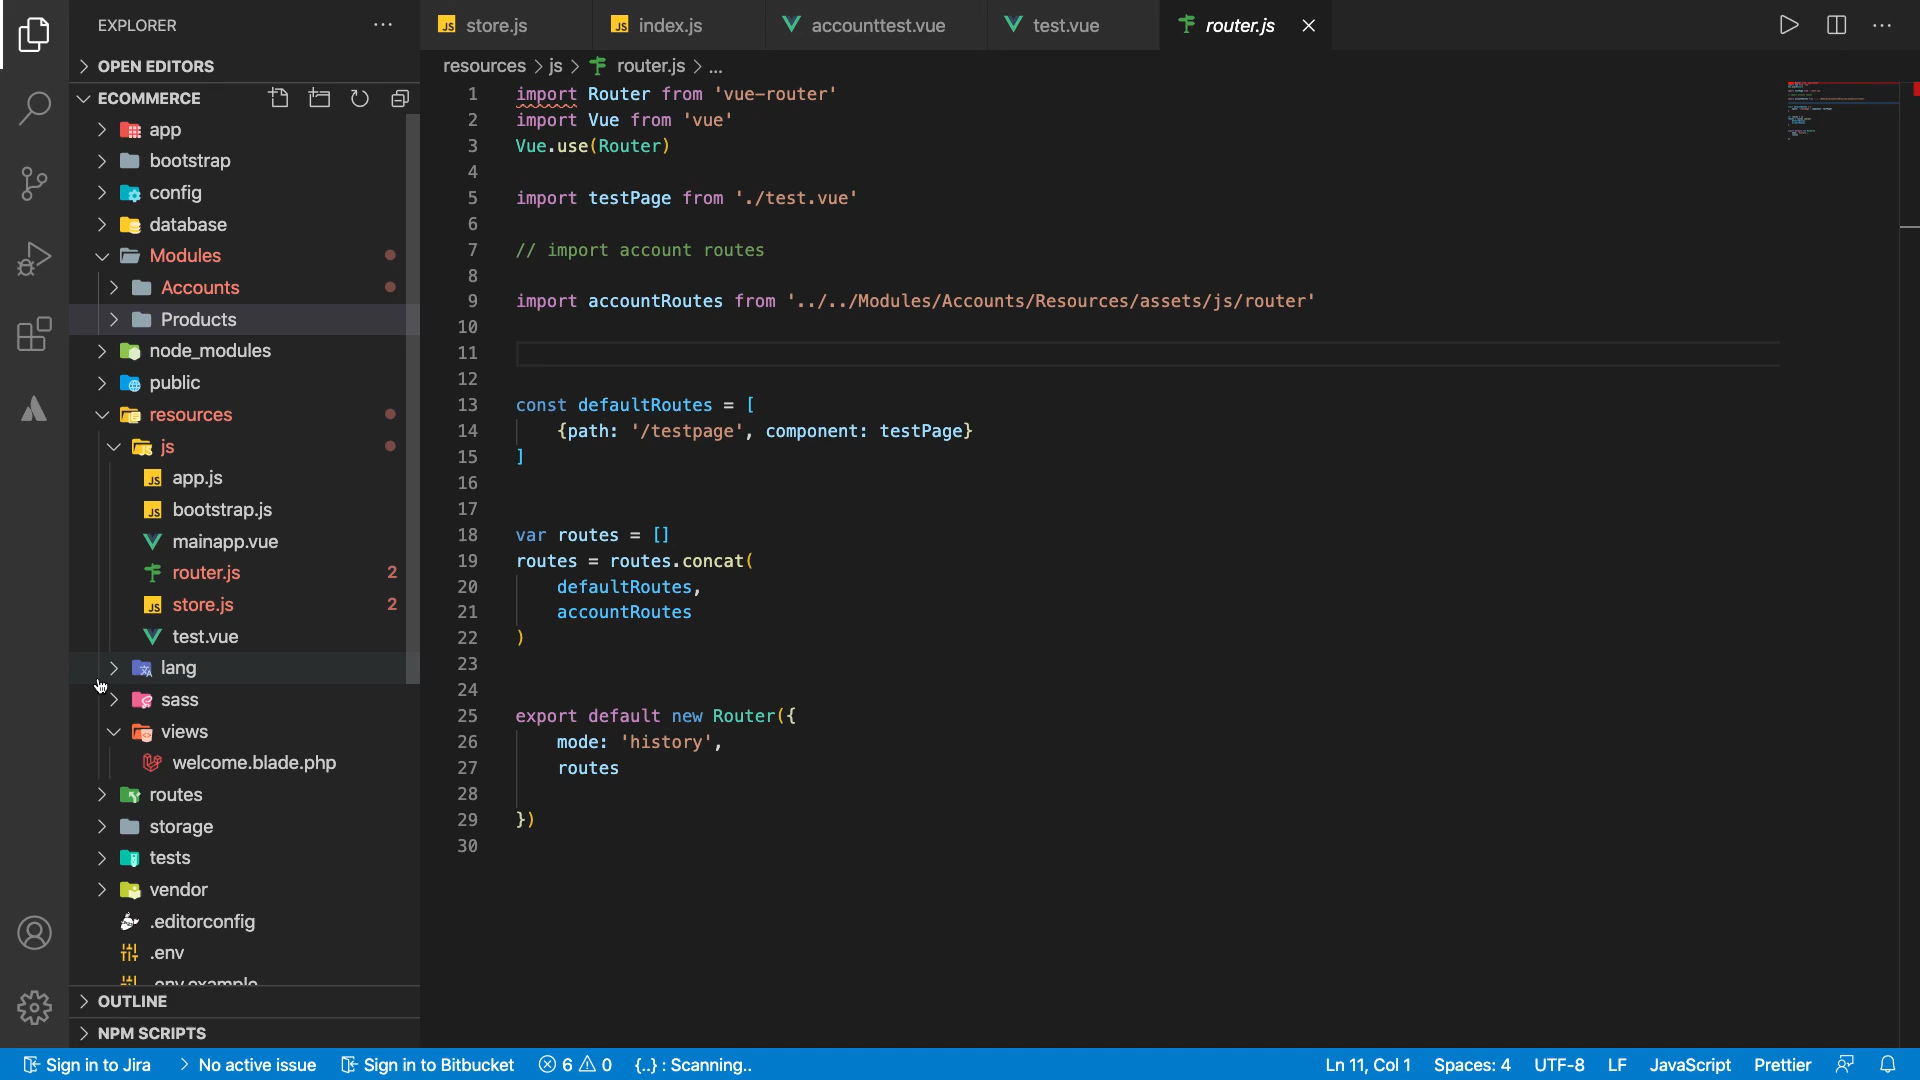 EXPLORER
OPEN EDITORS
ECOMMERCE
app
bootstrap
config
database
Modules
Accounts
Products
node_modules
public
resources
js
app.js
bootstrap.js
mainapp.vue
router.js 2
store.js 2
test.vue
lang
sass
views
welcome.blade.php
routes
storage
tests
vendor
.editorconfig
.env
.env.example
OUTLINE
NPM SCRIPTS
store.js index.js accounttest.vue test.vue router.js
resources > js > router.js > ...
1 import Router from 'vue-router'
2 import Vue from 'vue'
3 Vue.use(Router)
4
5 import testPage from './test.vue'
6
7 // import account routes
8
9 import accountRoutes from '../../Modules/Accounts/Resources/assets/js/router'
10
11
12
13 const defaultRoutes = [
14 {path: '/testpage', component: testPage}
15 ]
16
17
18 var routes = []
19 routes = routes.concat(
20 defaultRoutes,
21 accountRoutes
22 )
23
24
25 export default new Router({
26 mode: 'history',
27 routes
28
29 })
30
Sign in to Jira > No active issue Sign in to Bitbucket 6 0 {..} : Scanning.. Ln 11, Col 1 Spaces: 4 UTF-8 LF JavaScript Prettier